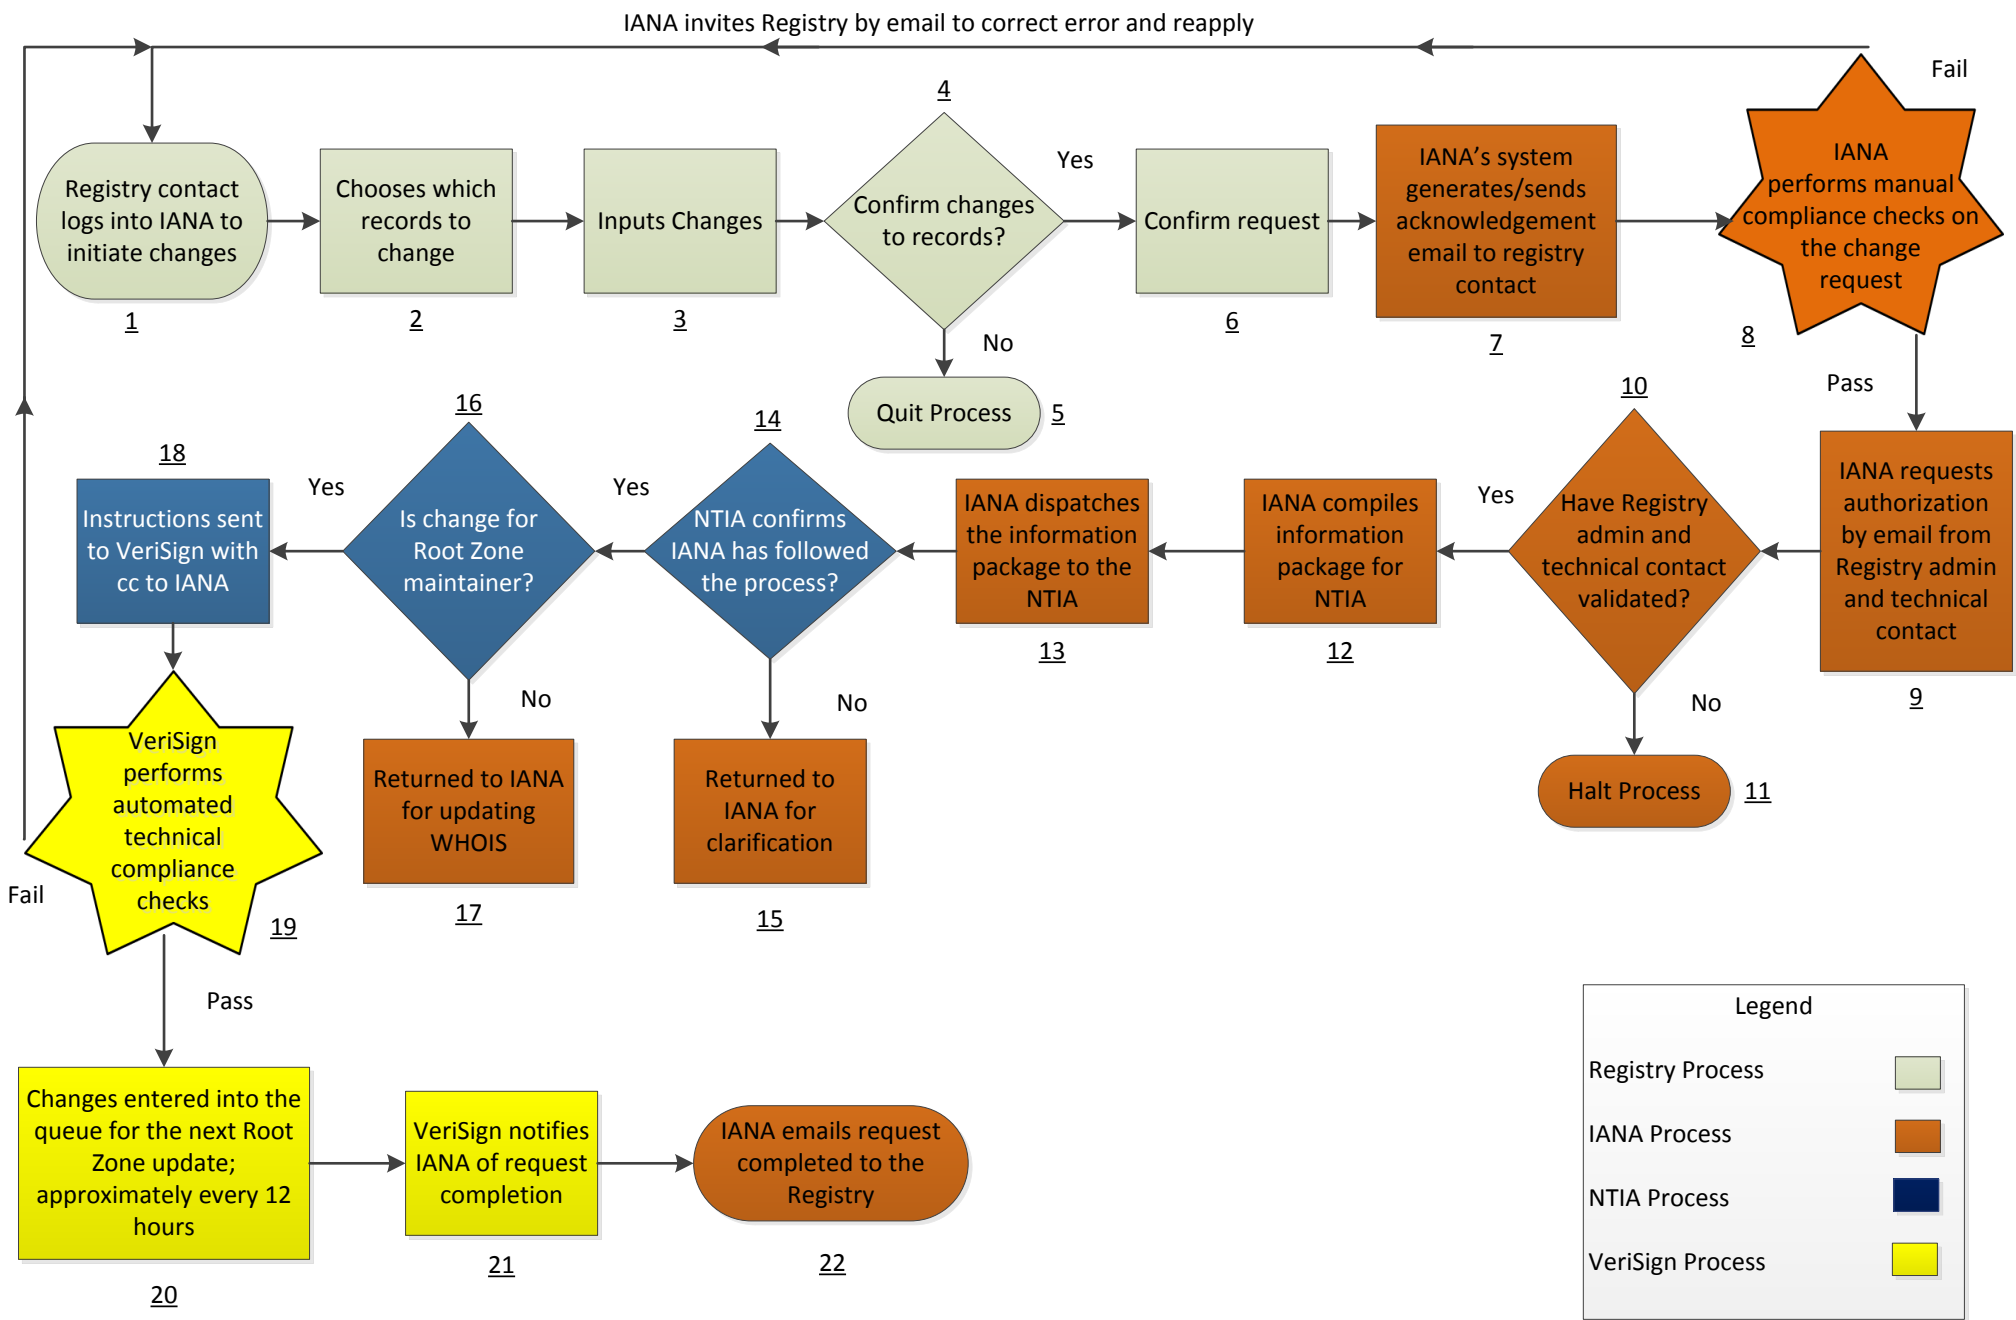 IANA invites Registry by email to correct error and reapply
Fail
Registry contact
logs into IANA to
initiate changes
1
Chooses which
records to
change
2
Inputs Changes
3
4
Confirm changes
to records?
Yes
No
Quit Process
5
Confirm request
6
IANA's system
generates/sends
acknowledgement
email to registry
contact
7
IANA
performs manual
compliance checks on
the change
request
8
Pass
IANA requests
authorization
by email from
Registry admin
and technical
contact
9
10
Have Registry
admin and
technical contact
validated?
No
Halt Process
11
Yes
IANA compiles
information
package for
NTIA
12
IANA dispatches
the information
package to the
NTIA
13
14
NTIA confirms
IANA has followed
the process?
No
Returned to
IANA for
clarification
15
Yes
16
Is change for
Root Zone
maintainer?
No
Returned to IANA
for updating
WHOIS
17
Yes
18
Instructions sent
to VeriSign with
cc to IANA
VeriSign
performs
automated
technical
compliance
checks
19
Fail
Pass
Changes entered into the
queue for the next Root
Zone update;
approximately every 12
hours
20
VeriSign notifies
IANA of request
completion
21
IANA emails request
completed to the
Registry
22
Legend
Registry Process
IANA Process
NTIA Process
VeriSign Process